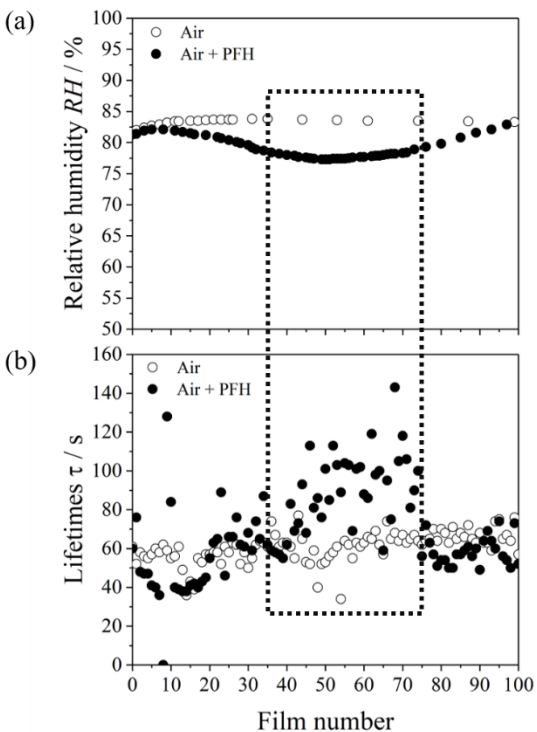 (a)
Relative humidity RH / %
100
95
90
85
80
75
70
65
60
55
50
Air
Air + PFH
(b)
Lifetimes τ / s
160
140
120
100
80
60
40
20
0
Air
Air + PFH
0 10 20 30 40 50 60 70 80 90 100
Film number